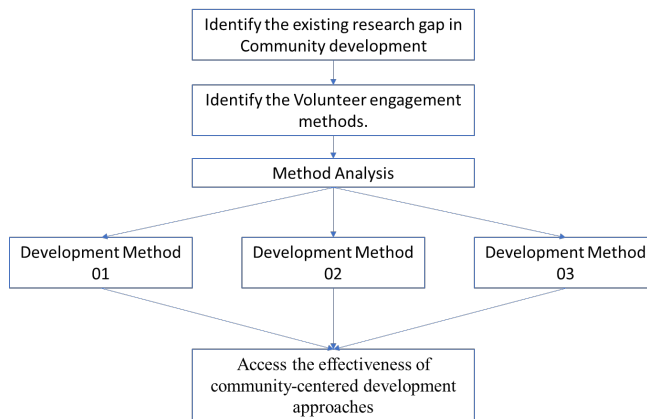 Identify the existing research gap in
Community development
Identify the Volunteer engagement
methods.
Method Analysis
Development Method
01
Development Method
02
Development Method
03
Access the effectiveness of
community-centered development
approaches